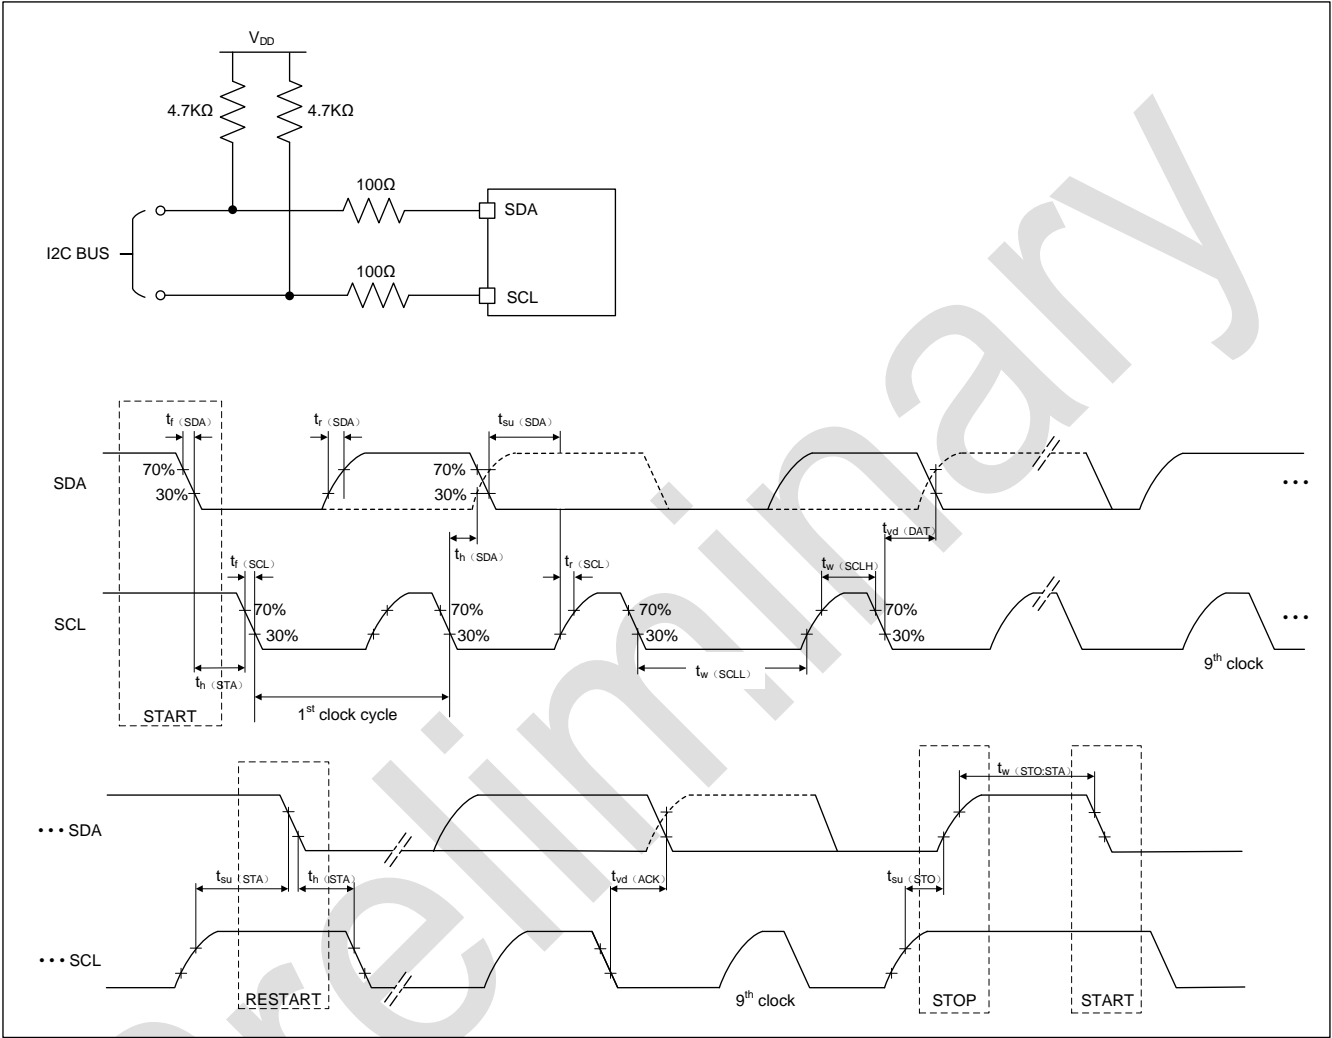 VDD
4.7KΩ 4.7KΩ
100Ω
SDA
I2C BUS
100Ω
SCL
tf（SDA） tr（SDA） tsu（SDA）
70% 70%
SDA
30% 30%
•••
th（SDA） tvd（DAT）
tf（SCL） tr（SCL） tw（SCLH）
70% 70% 70% 70%
SCL
30% 30% 30% 30%
•••
th（STA） tw（SCLL） 9th clock
START 1st clock cycle
tw（STO:STA）
•••SDA
tsu（STA） th（STA） tvd（ACK） tsu（STO）
•••SCL
RESTART 9th clock STOP START
Preliminary